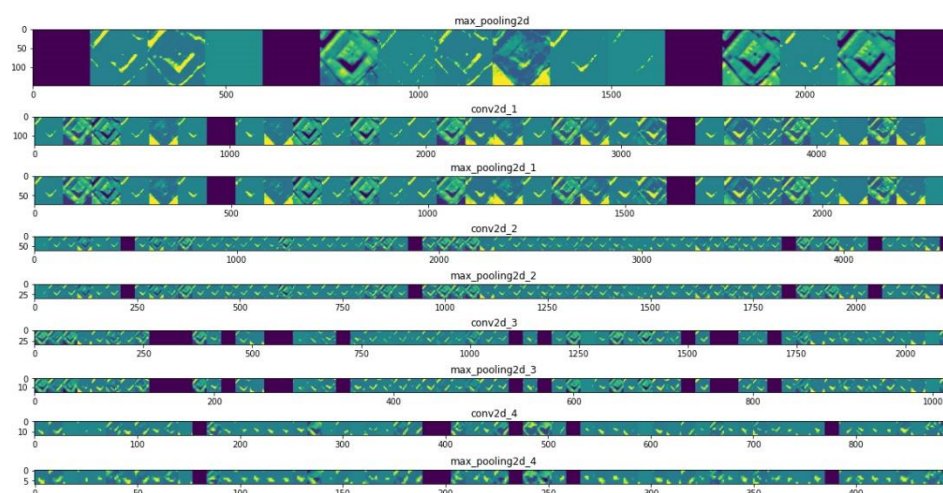 max_pooling2d
0
50
100
0 500 1000 1500 2000
conv2d_1
0
100
0 1000 2000 3000 4000
max_pooling2d_1
0
50
0 500 1000 1500 2000
conv2d_2
0
50
0 1000 2000 3000 4000
max_pooling2d_2
0
25
0 250 500 750 1000 1250 1500 1750 2000
conv2d_3
0
25
0 250 500 750 1000 1250 1500 1750 2000
max_pooling2d_3
0
10
0 200 400 600 800 1000
conv2d_4
0
10
0 100 200 300 400 500 600 700 800
max_pooling2d_4
0
5
0 50 100 150 200 250 300 350 400